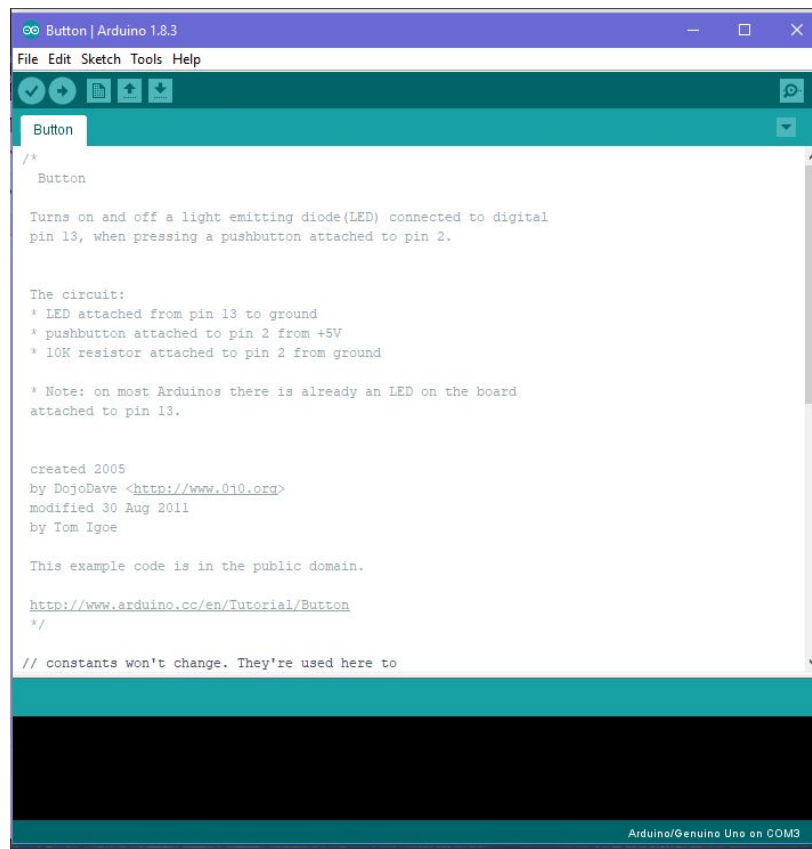 Button | Arduino 1.8.3
File Edit Sketch Tools Help
Button
/*
Button
Turns on and off a light emitting diode(LED) connected to digital
pin 13, when pressing a pushbutton attached to pin 2.
The circuit:
* LED attached from pin 13 to ground
* pushbutton attached to pin 2 from +5V
* 10K resistor attached to pin 2 from ground
* Note: on most Arduinos there is already an LED on the board
attached to pin 13.
created 2005
by DojoDave <http://www.0j0.org>
modified 30 Aug 2011
by Tom Igoe
This example code is in the public domain.
http://www.arduino.cc/en/Tutorial/Button
*/
// constants won't change. They're used here to
Arduino/Genuino Uno on COM3